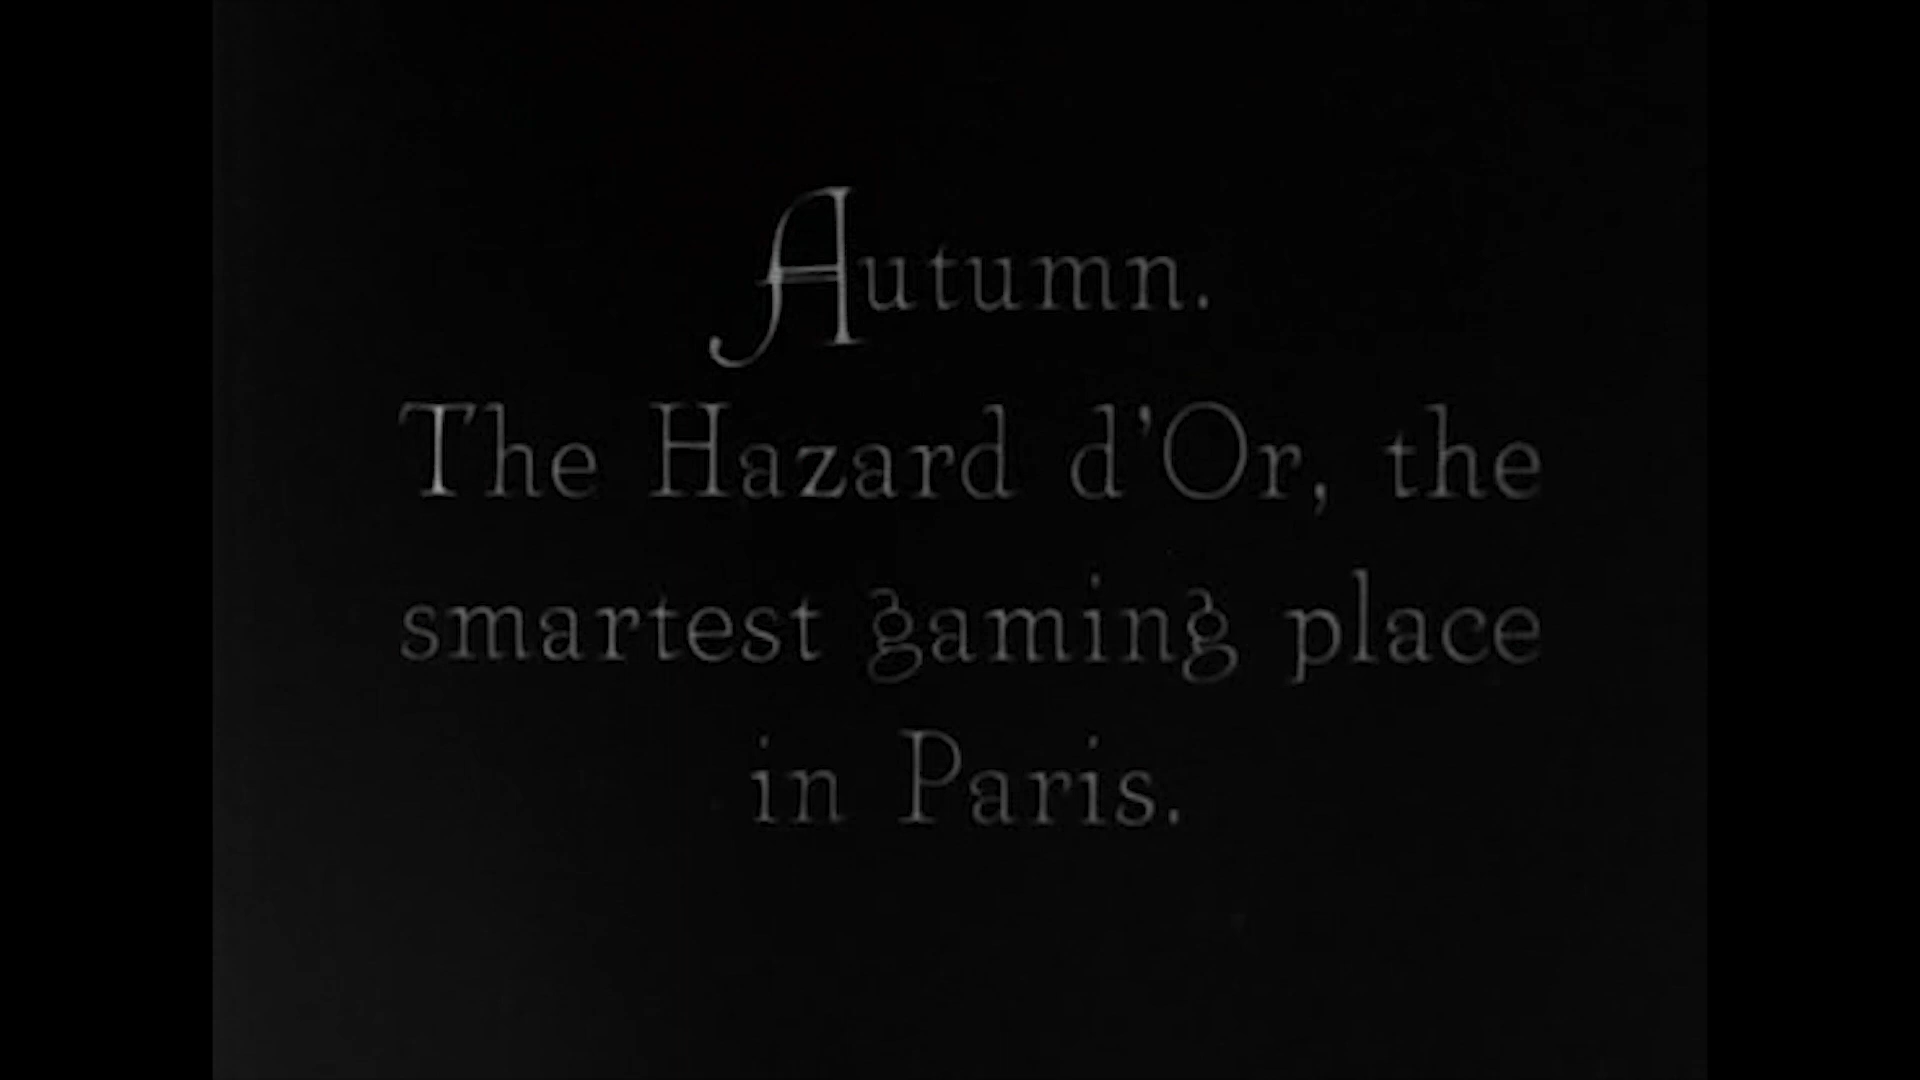 Autumn.
The Hazard d'Or, the
smartest gaming place
in Paris.